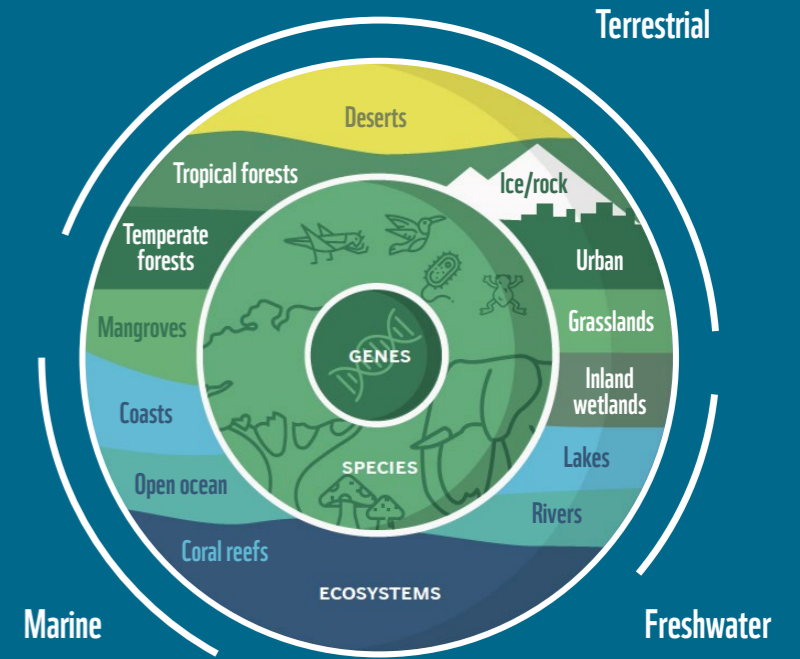 Terrestrial
Deserts
Tropical forests
Ice/rock
Temperate
forests
Urban
Mangroves
Grasslands
GENES
Inland
wetlands
Coasts
Lakes
SPECIES
Open ocean
Rivers
Coral reefs
ECOSYSTEMS
Marine
Freshwater